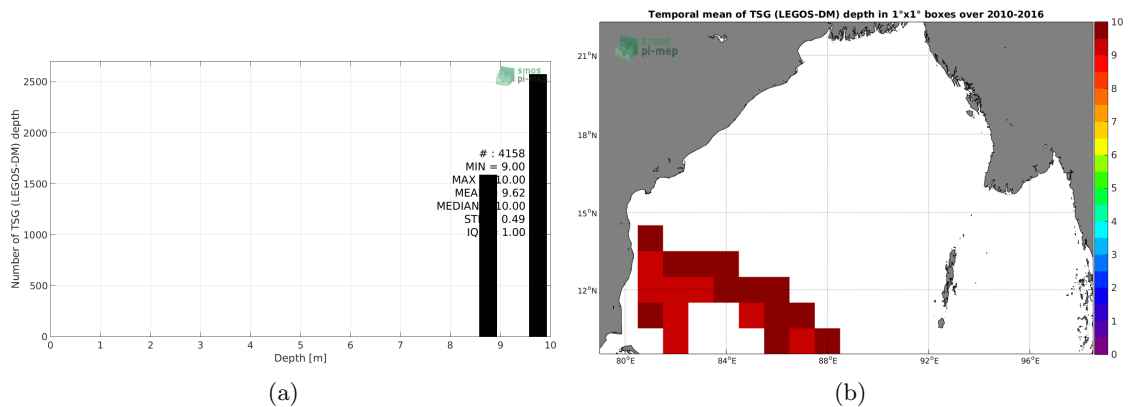 Number of TSG (LEGOS-DM) depth
2500
2000
1500
1000
500
0
smos
pi-mep
# : 4158
MIN = 9.00
MAX 10.00
MEA 9.62
MEDIAN 10.00
ST 0.49
IQ 1.00
0 1 2 3 4 5 6 7 8 9 10
Depth [m]
(a)
Temporal mean of TSG (LEGOS-DM) depth in 1°x1° boxes over 2010-2016
smos
pi-mep
21°N
18°N
15°N
12°N
80°E 84°E 88°E 92°E 96°E
10
9
8
7
6
5
4
3
2
1
0
(b)